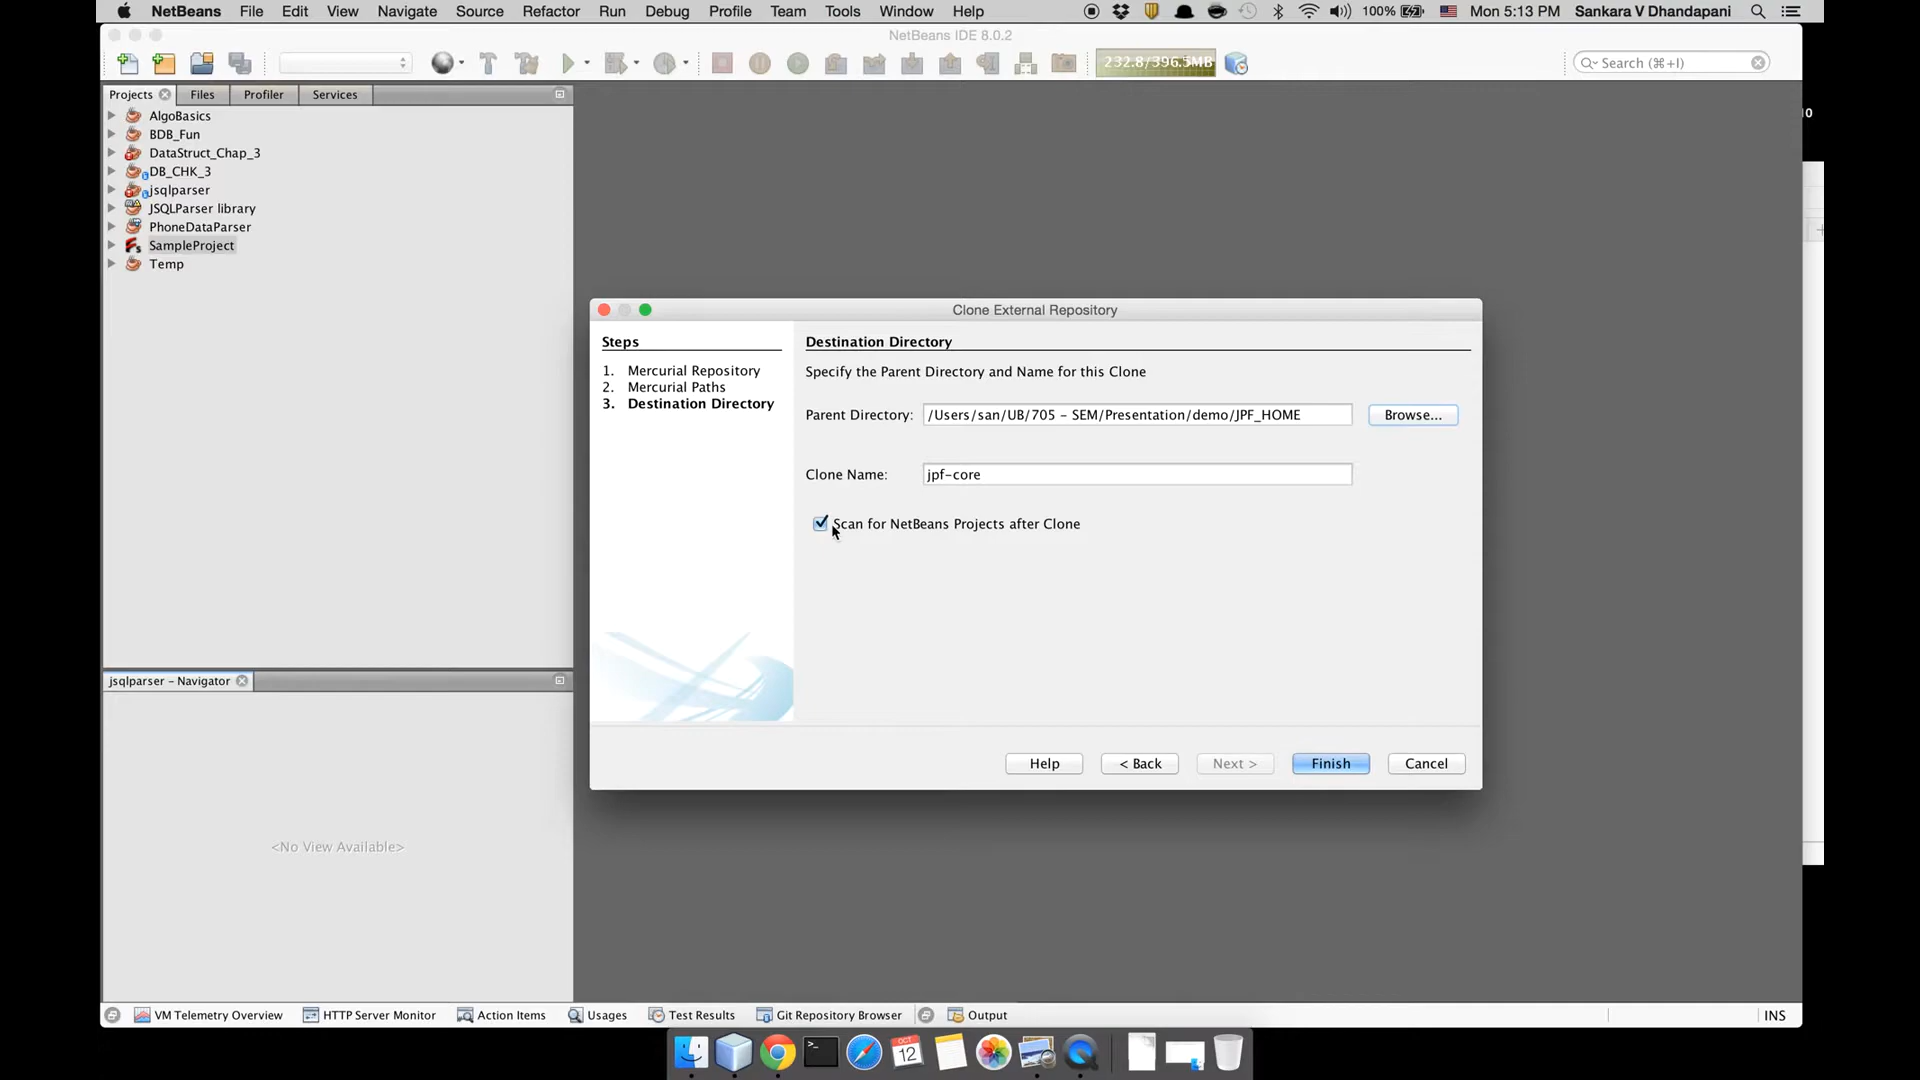 NetBeans File Edit View Navigate Source Refactor Run Debug Profile Team Tools Window Help 100% Mon 5:13 PM Sankara V Dhandapani
NetBeans IDE 8.0.2
232.8/396.5MB
Search (⌘+I)
Projects Files Profiler Services
AlgoBasics
BDB_Fun
DataStruct_Chap_3
DB_CHK_3
jsqlparser
JSQLParser library
PhoneDataParser
SampleProject
Temp
Clone External Repository
Steps
1. Mercurial Repository
2. Mercurial Paths
3. Destination Directory
Destination Directory
Specify the Parent Directory and Name for this Clone
Parent Directory: /Users/san/UB/705 - SEM/Presentation/demo/JPF_HOME Browse...
Clone Name: jpf-core
Scan for NetBeans Projects after Clone
Help < Back Next > Finish Cancel
jsqlparser - Navigator
<No View Available>
VM Telemetry Overview HTTP Server Monitor Action Items Usages Test Results Git Repository Browser Output INS
OCT
12